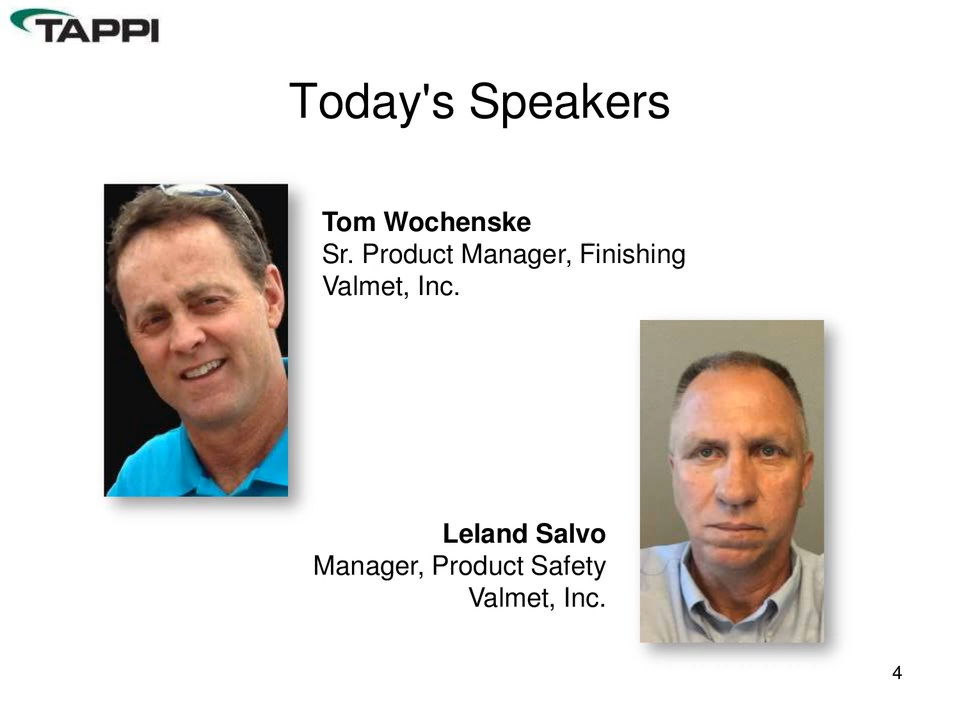 TAPPI
Today's Speakers
Tom Wochenske
Sr. Product Manager, Finishing
Valmet, Inc.
Leland Salvo
Manager, Product Safety
Valmet, Inc.
4